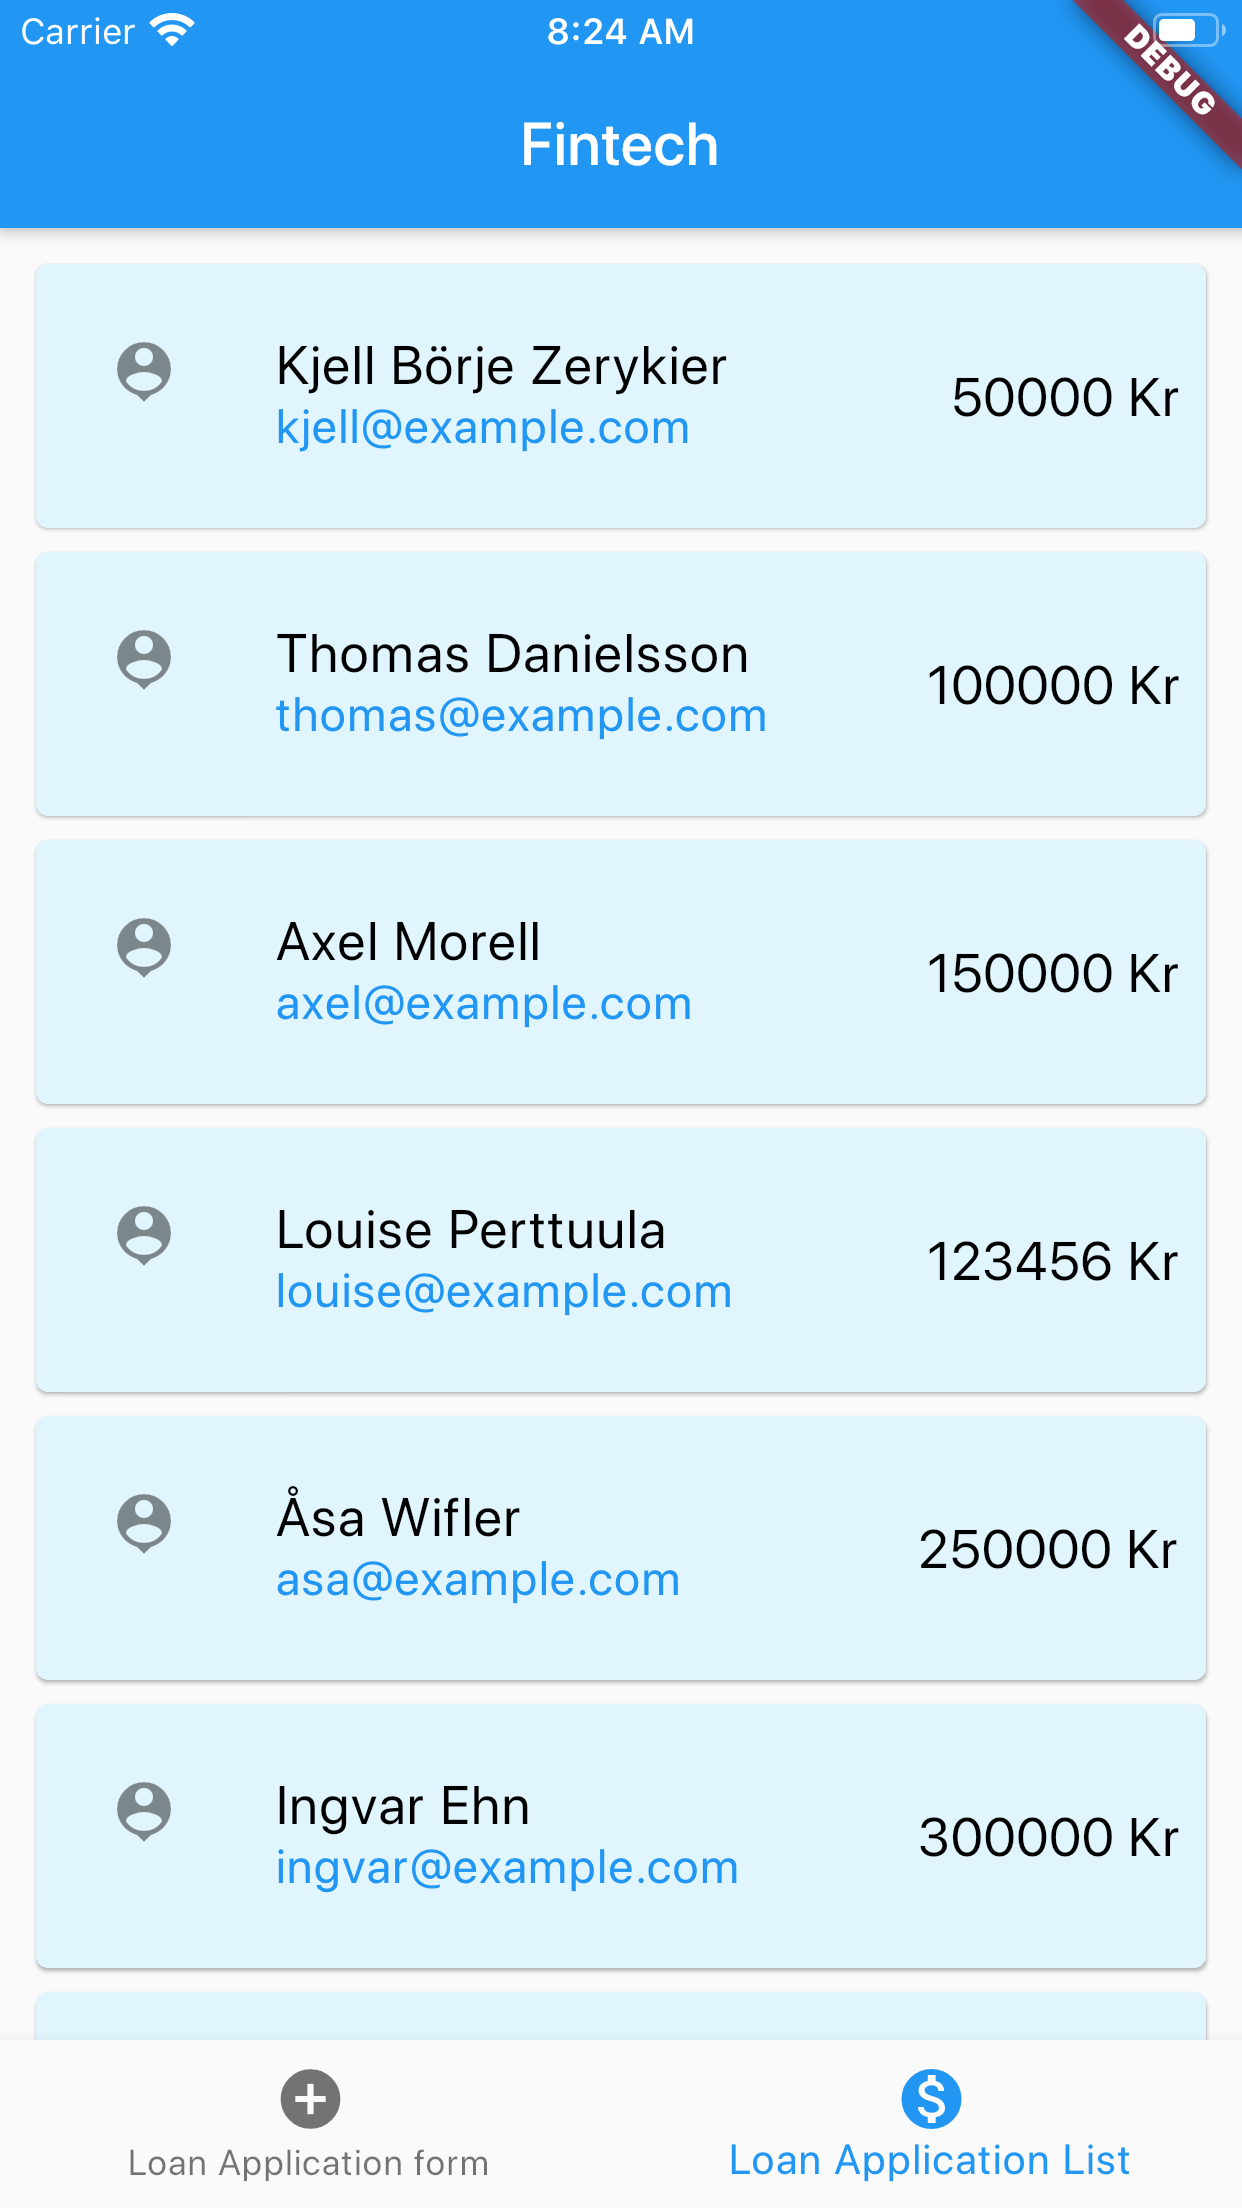 Carrier
8:24 AM
DEBUG
Fintech
Kjell Börje Zerykier
kjell@example.com
50000 Kr
Thomas Danielsson
thomas@example.com
100000 Kr
Axel Morell
axel@example.com
150000 Kr
Louise Perttuula
louise@example.com
123456 Kr
Åsa Wifler
asa@example.com
250000 Kr
Ingvar Ehn
ingvar@example.com
300000 Kr
Loan Application form
Loan Application List